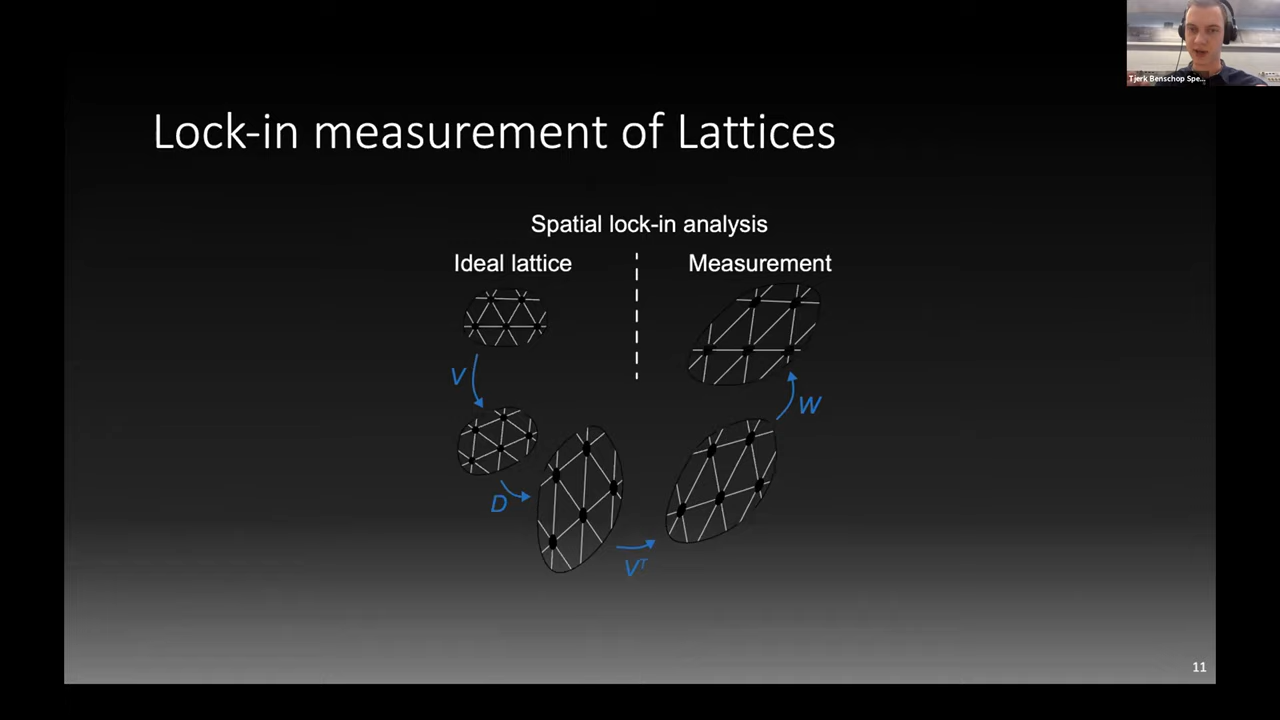 Tjerk Benschop Spe...
Lock-in measurement of Lattices
Spatial lock-in analysis
Ideal lattice
Measurement
V
W
D
Vᵀ
11